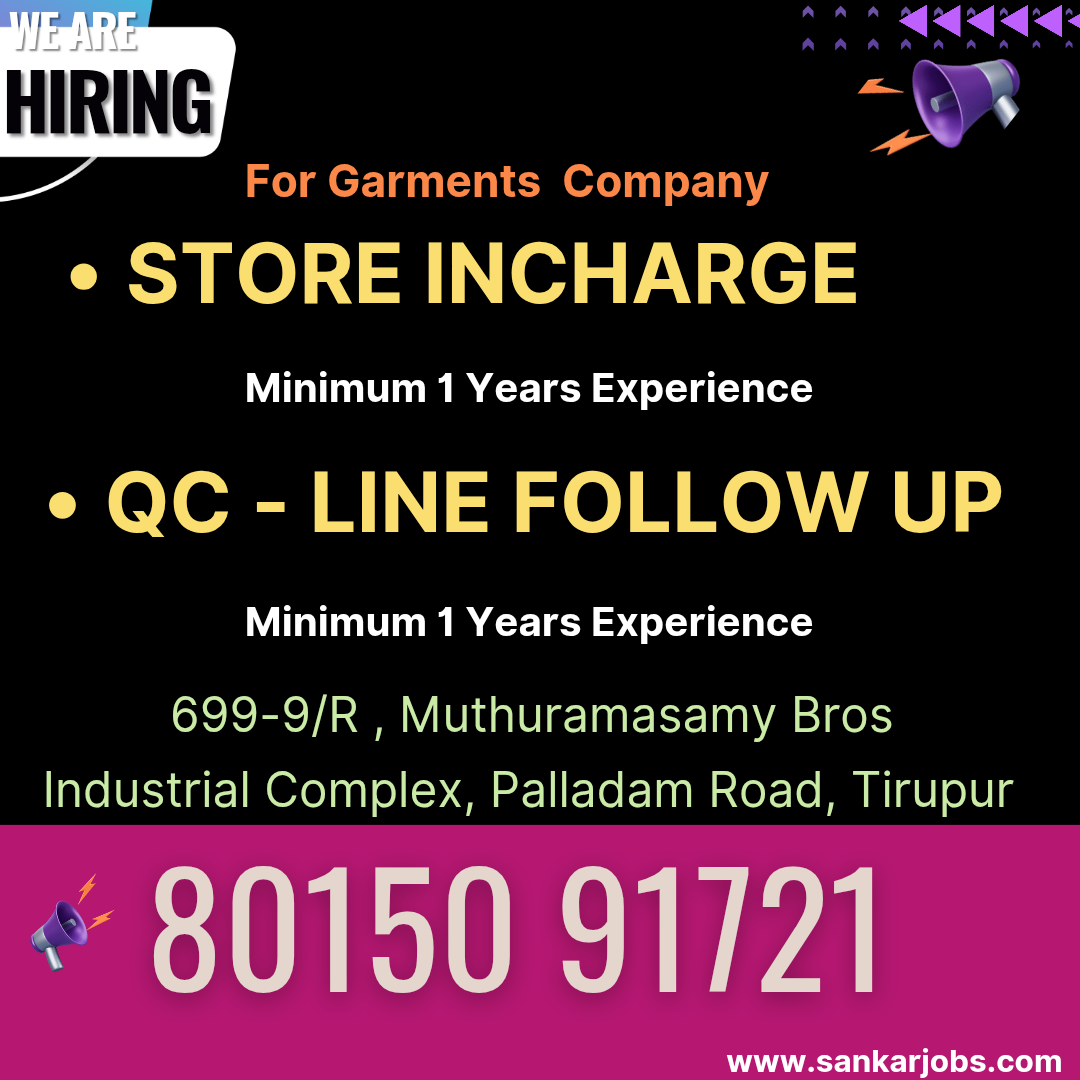 WE ARE
HIRING
For Garments Company
• STORE INCHARGE
Minimum 1 Years Experience
• QC - LINE FOLLOW UP
Minimum 1 Years Experience
699-9/R , Muthuramasamy Bros
Industrial Complex, Palladam Road, Tirupur
80150 91721
www.sankarjobs.com